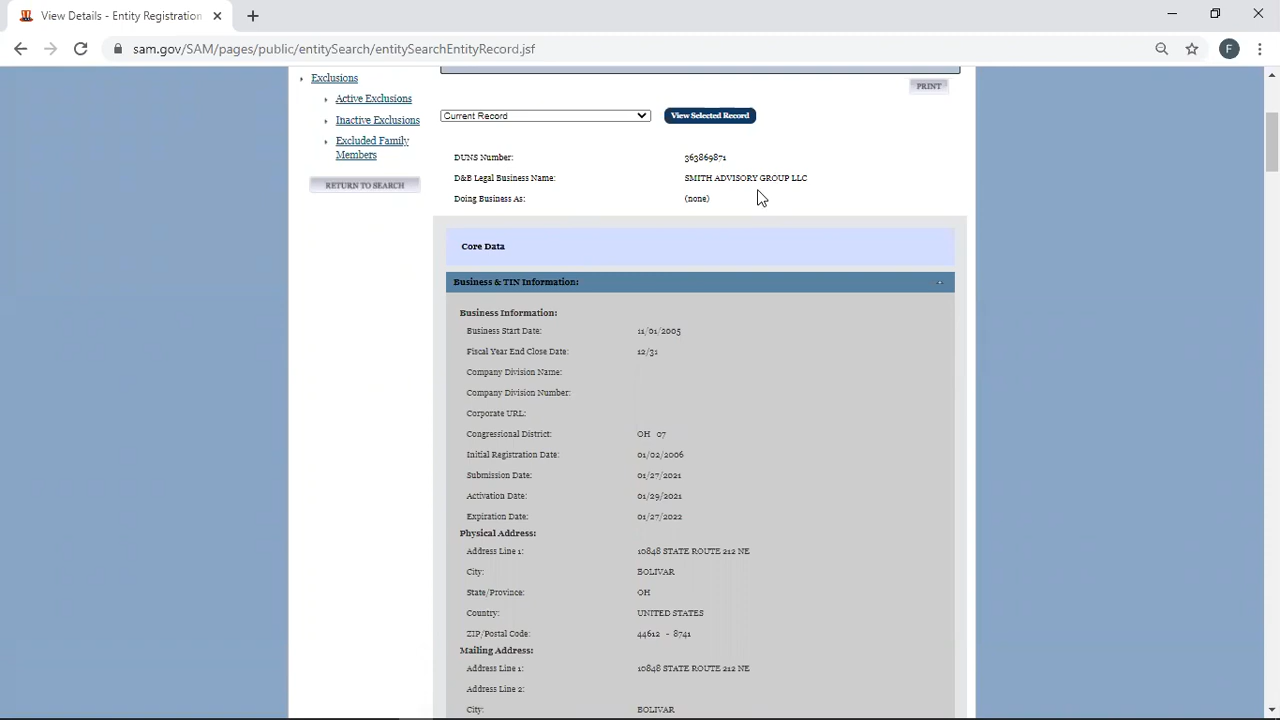 View Details - Entity Registration
sam.gov/SAM/pages/public/entitySearch/entitySearchEntityRecord.jsf
F
Exclusions
Active Exclusions
Inactive Exclusions
Excluded Family
Members
RETURN TO SEARCH
PRINT
Current Record
View Selected Record
DUNS Number: 363869871
D&B Legal Business Name: SMITH ADVISORY GROUP LLC
Doing Business As: (none)
Core Data
Business & TIN Information:
Business Information:
Business Start Date: 11/01/2005
Fiscal Year End Close Date: 12/31
Company Division Name:
Company Division Number:
Corporate URL:
Congressional District: OH 07
Initial Registration Date: 01/02/2006
Submission Date: 01/27/2021
Activation Date: 01/29/2021
Expiration Date: 01/27/2022
Physical Address:
Address Line 1: 10848 STATE ROUTE 212 NE
City: BOLIVAR
State/Province: OH
Country: UNITED STATES
ZIP/Postal Code: 44612 - 8741
Mailing Address:
Address Line 1: 10848 STATE ROUTE 212 NE
Address Line 2:
City: BOLIVAR